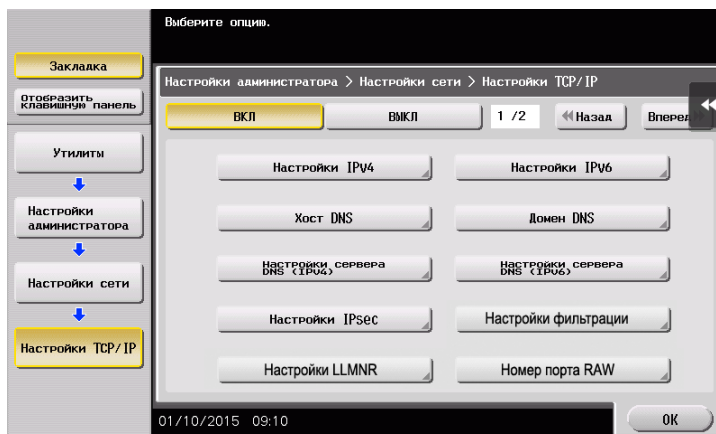 Выберите опцию.
Закладка
Отобразить
клавишную панель
Утилиты
Настройки
администратора
Настройки сети
Настройки TCP/IP
Настройки администратора > Настройки сети > Настройки TCP/IP
ВКЛ ВЫКЛ 1 /2 Назад Вперед
Настройки IPv4 Настройки IPv6
Хост DNS Домен DNS
Настройки сервера
DNS (IPv4)
Настройки сервера
DNS (IPv6)
Настройки IPsec Настройки фильтрации
Настройки LLMNR Номер порта RAW
01/10/2015 09:10 OK